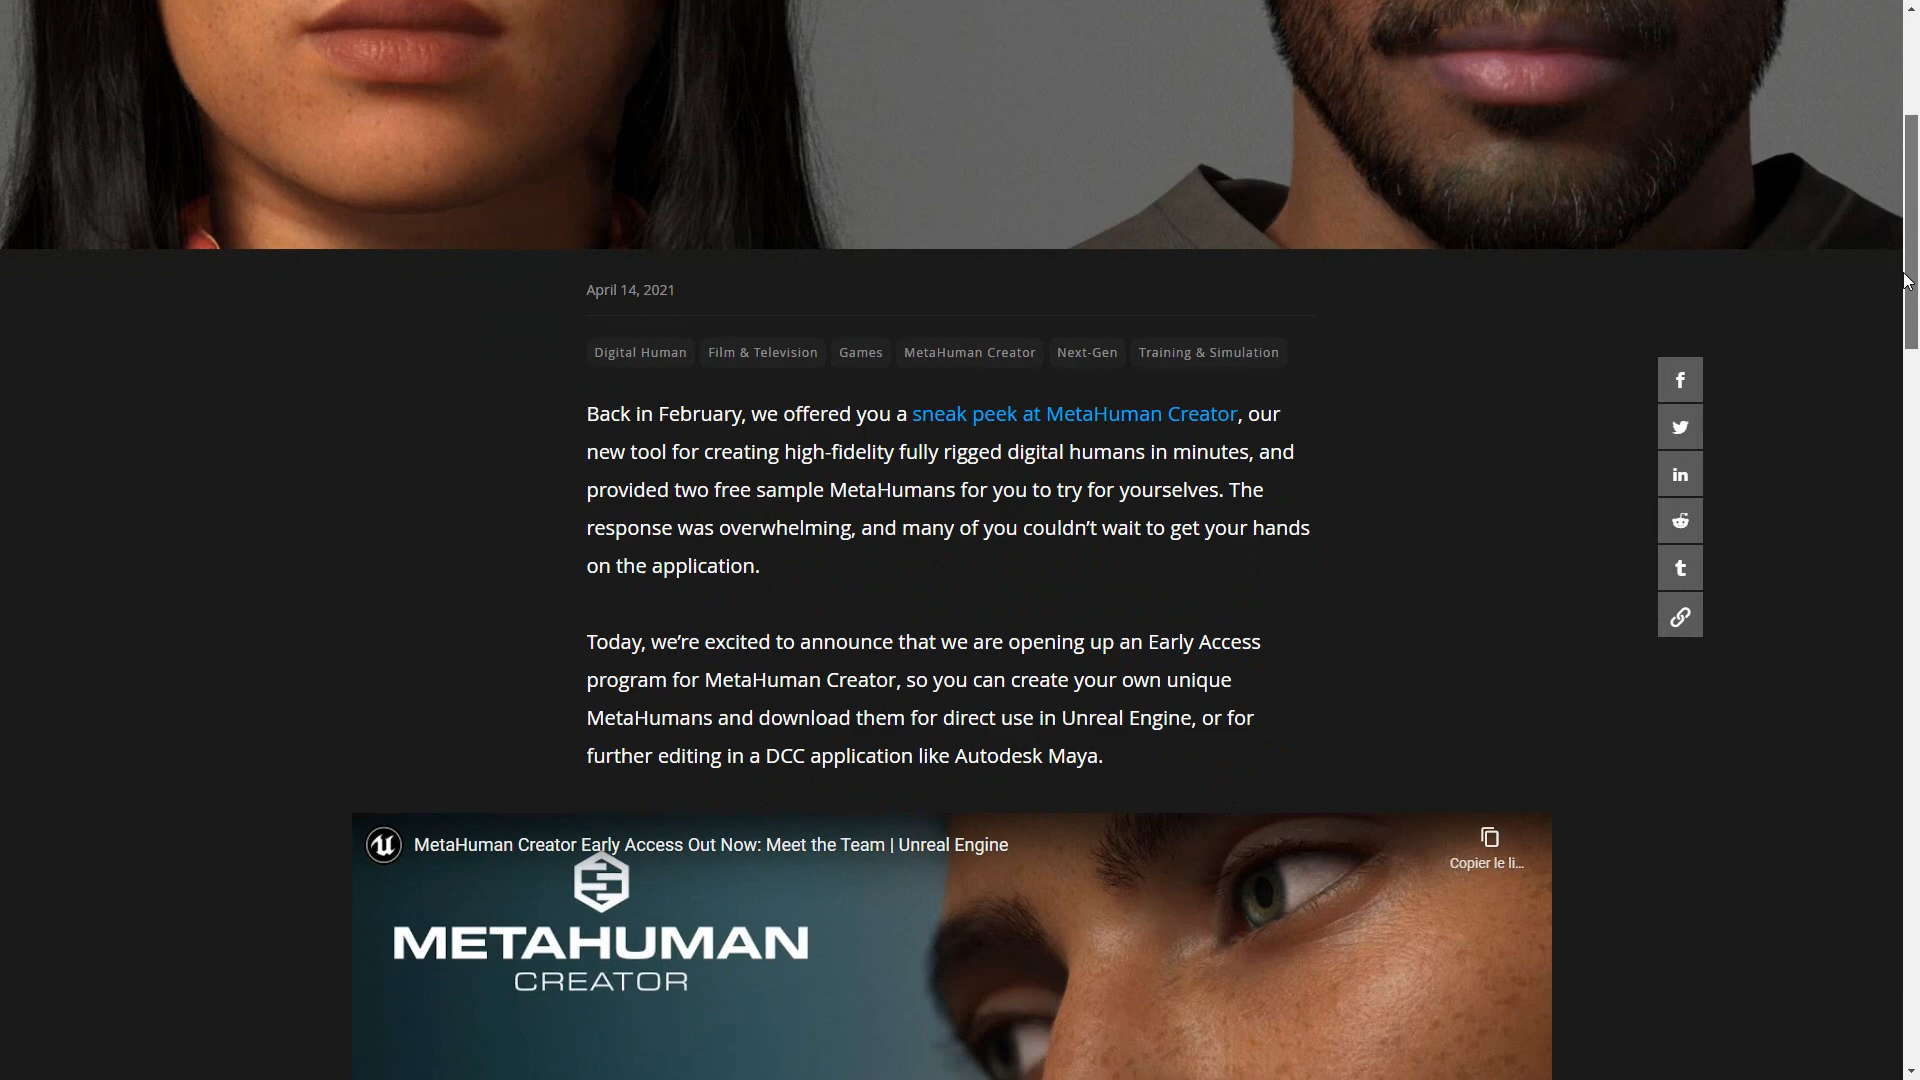 April 14, 2021
Digital Human Film & Television Games MetaHuman Creator Next-Gen Training & Simulation
Back in February, we offered you a sneak peek at MetaHuman Creator, our
new tool for creating high-fidelity fully rigged digital humans in minutes, and
provided two free sample MetaHumans for you to try for yourselves. The
response was overwhelming, and many of you couldn’t wait to get your hands
on the application.
Today, we’re excited to announce that we are opening up an Early Access
program for MetaHuman Creator, so you can create your own unique
MetaHumans and download them for direct use in Unreal Engine, or for
further editing in a DCC application like Autodesk Maya.
MetaHuman Creator Early Access Out Now: Meet the Team | Unreal Engine
Copier le li...
METAHUMAN
CREATOR